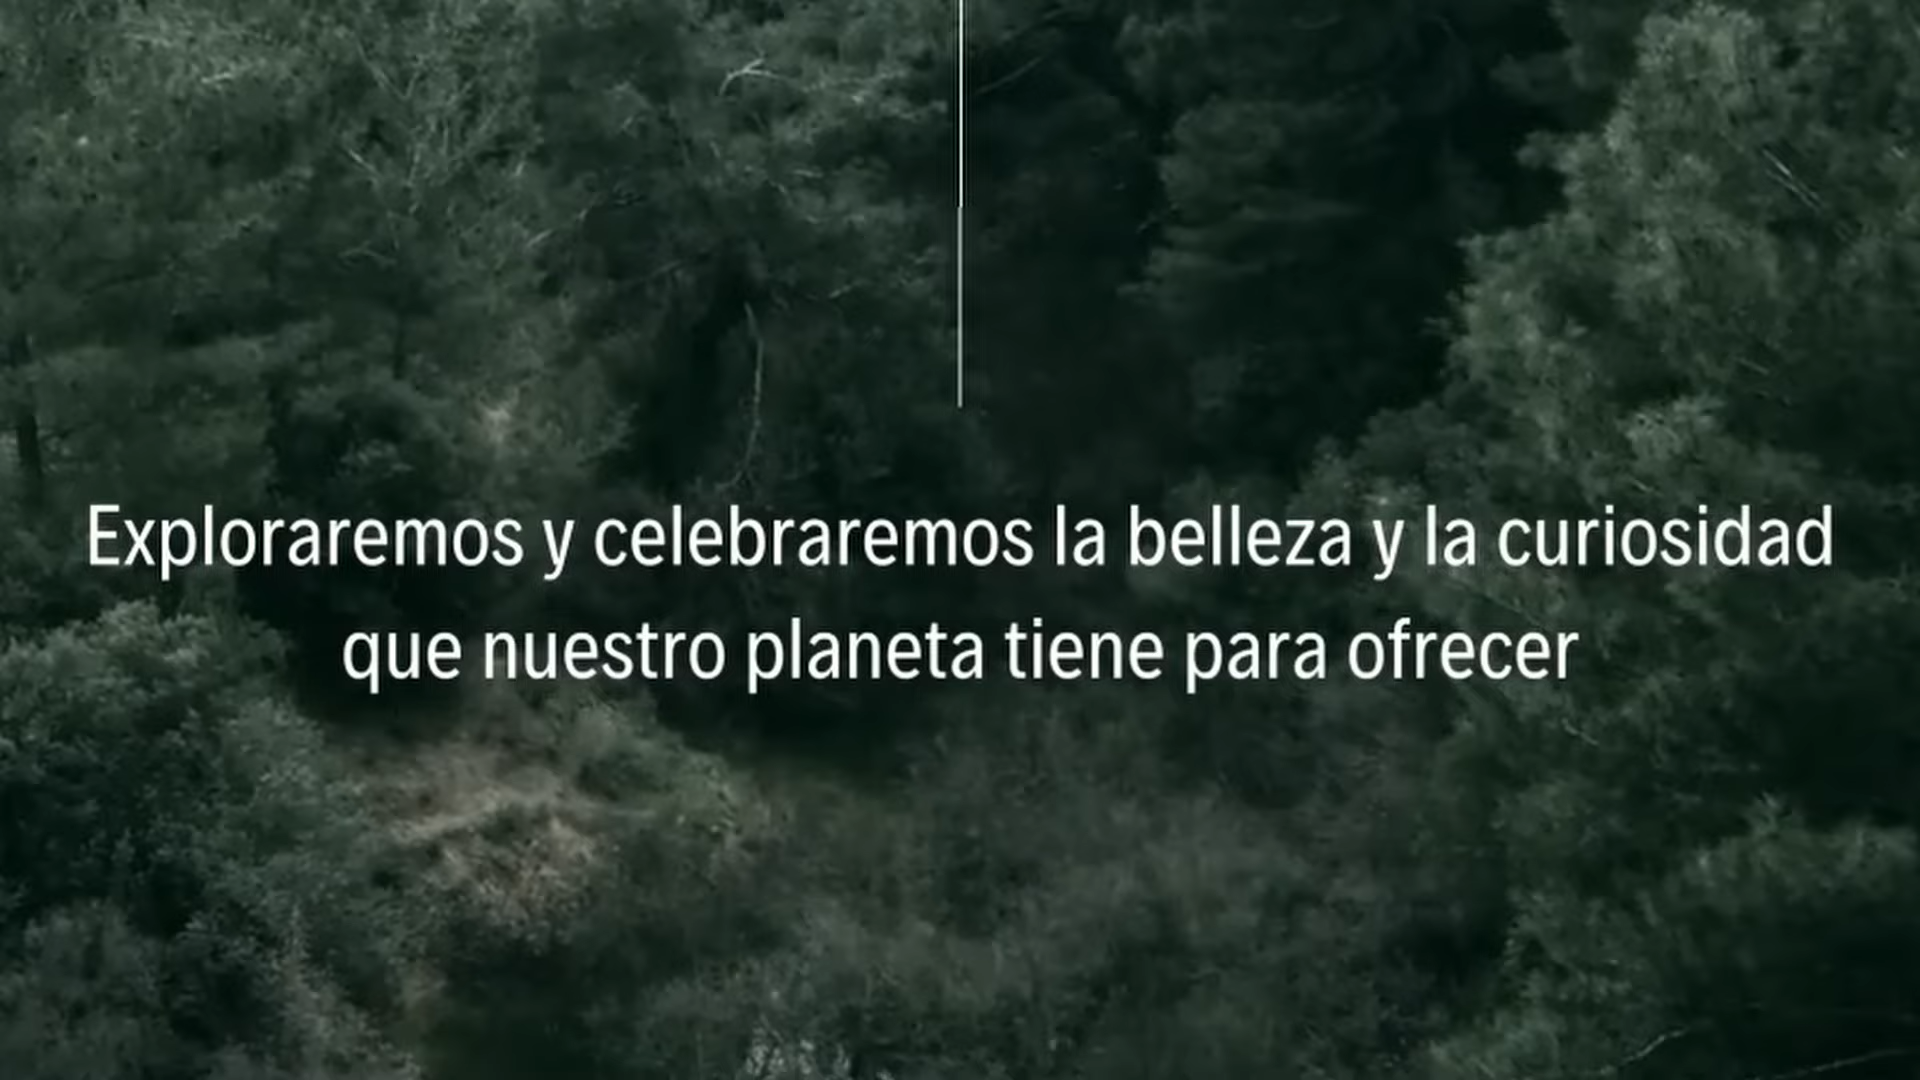 Exploraremos y celebraremos la belleza y la curiosidad
que nuestro planeta tiene para ofrecer